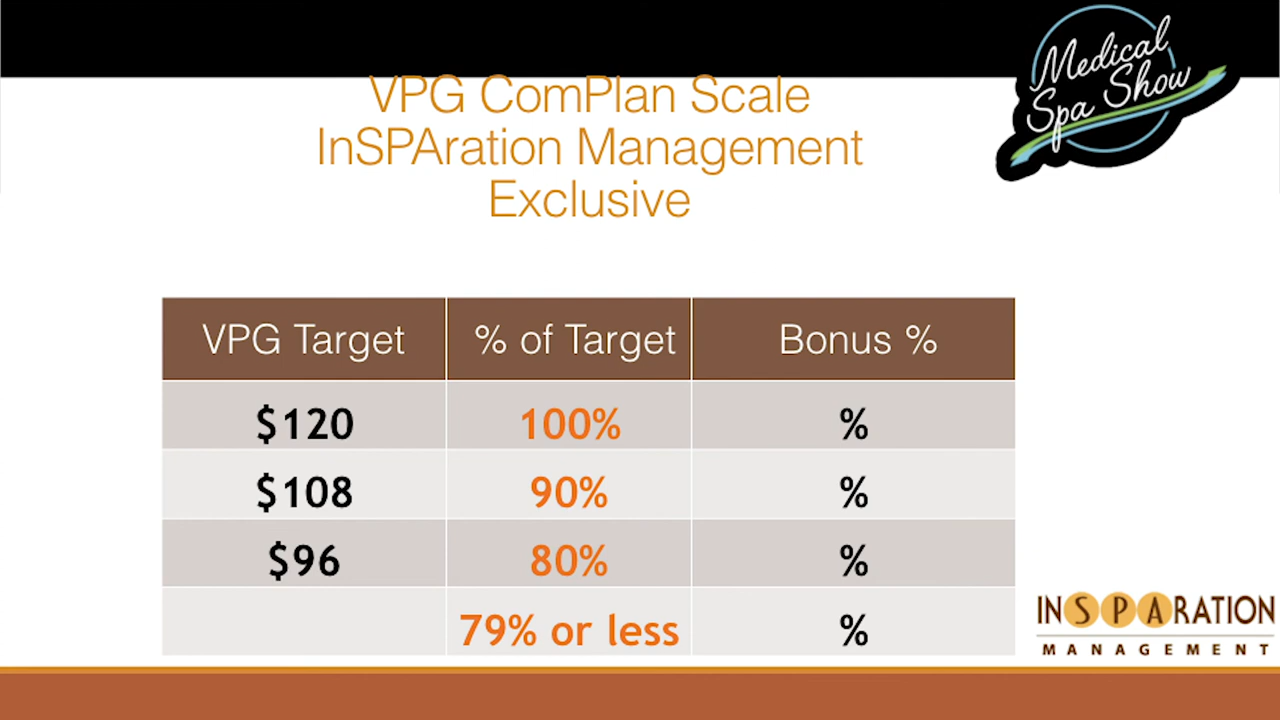 Medical
Spa Show
VPG ComPlan Scale
InSPAration Management
Exclusive
VPG Target % of Target Bonus %
$120 100% %
$108 90% %
$96 80% %
79% or less %
INSPARATION
MANAGEMENT